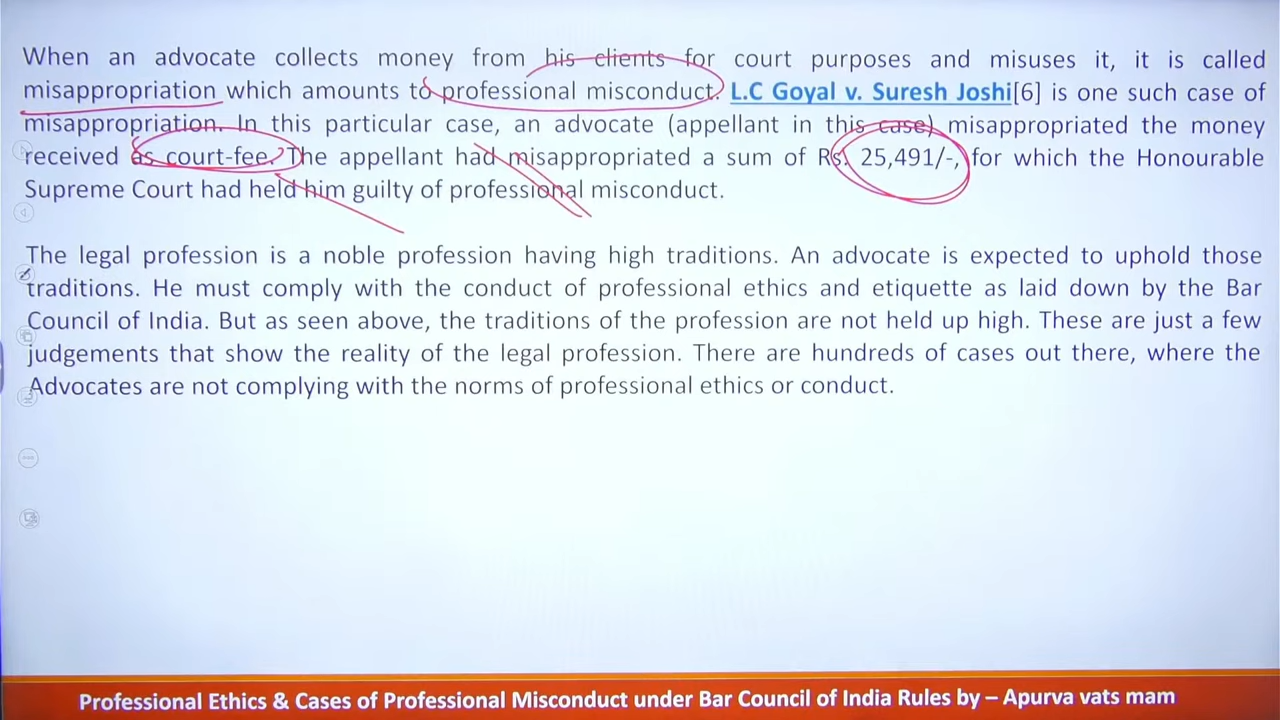 When an advocate collects money from his clients for court purposes and misuses it, it is called
misappropriation which amounts to professional misconduct. L.C Goyal v. Suresh Joshi[6] is one such case of
misappropriation. In this particular case, an advocate (appellant in this case) misappropriated the money
received as court-fee. The appellant had misappropriated a sum of Rs. 25,491/-, for which the Honourable
Supreme Court had held him guilty of professional misconduct.
The legal profession is a noble profession having high traditions. An advocate is expected to uphold those
traditions. He must comply with the conduct of professional ethics and etiquette as laid down by the Bar
Council of India. But as seen above, the traditions of the profession are not held up high. These are just a few
judgements that show the reality of the legal profession. There are hundreds of cases out there, where the
Advocates are not complying with the norms of professional ethics or conduct.
Professional Ethics & Cases of Professional Misconduct under Bar Council of India Rules by – Apurva vats mam